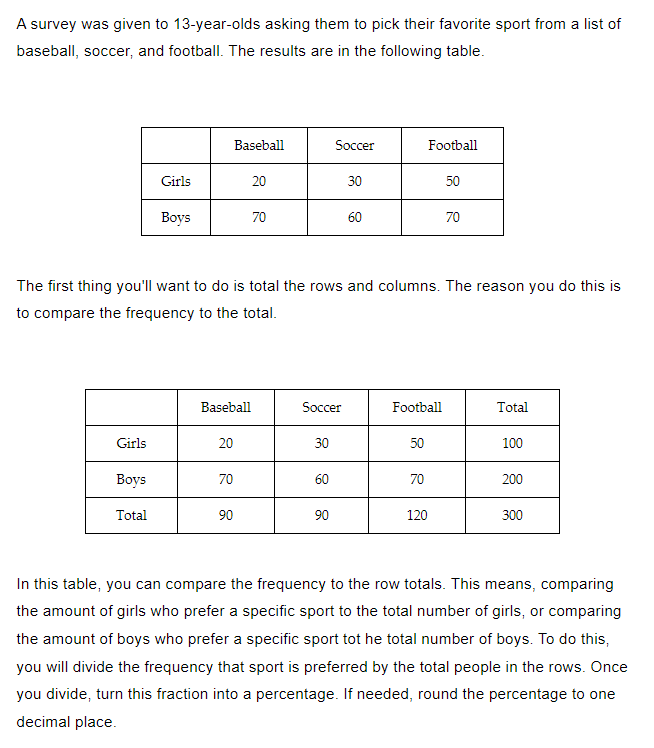 A survey was given to 13-year-olds asking them to pick their favorite sport from a list of
baseball, soccer, and football. The results are in the following table.
Baseball Soccer Football
Girls 20 30 50
Boys 70 60 70
The first thing you'll want to do is total the rows and columns. The reason you do this is
to compare the frequency to the total.
Baseball Soccer Football Total
Girls 20 30 50 100
Boys 70 60 70 200
Total 90 90 120 300
In this table, you can compare the frequency to the row totals. This means, comparing
the amount of girls who prefer a specific sport to the total number of girls, or comparing
the amount of boys who prefer a specific sport tot he total number of boys. To do this,
you will divide the frequency that sport is preferred by the total people in the rows. Once
you divide, turn this fraction into a percentage. If needed, round the percentage to one
decimal place.